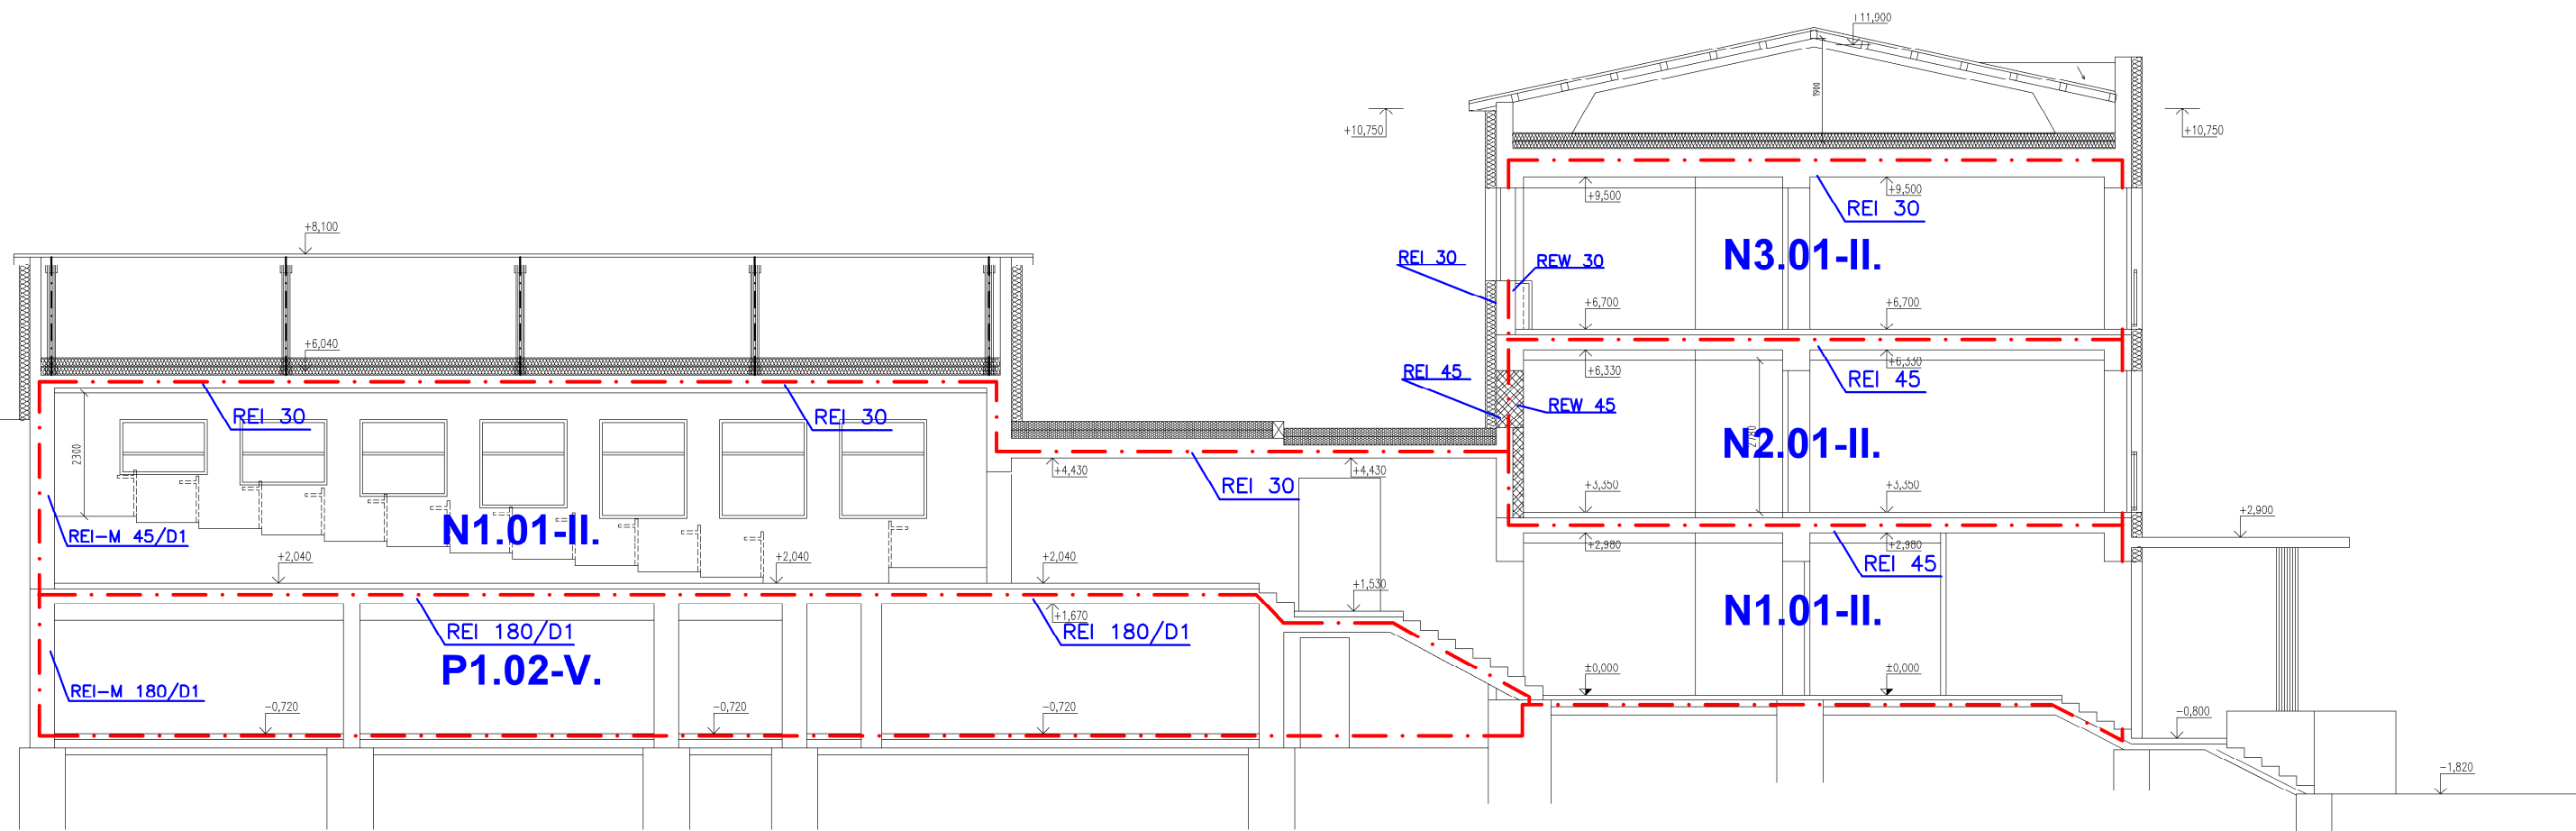 +11,900
1900
+10,750
+10,750
+9,500
+9,500
REI 30
+8,100
N3.01-II.
REI 30
REW 30
+6,700
+6,700
+6,040
+6,330
+6,330
REI 45
REI 45
REW 45
REI 30
REI 30
2300
2780
N2.01-II.
+4,430
+4,430
REI 30
+3,350
+3,350
N1.01-II.
REI-M 45/D1
+2,900
+2,980
+2,980
REI 45
+2,040
+2,040
+2,040
+1,530
+1,670
N1.01-II.
REI 180/D1
REI 180/D1
P1.02-V.
±0,000
±0,000
REI-M 180/D1
-0,720
-0,720
-0,720
-0,800
-1,820